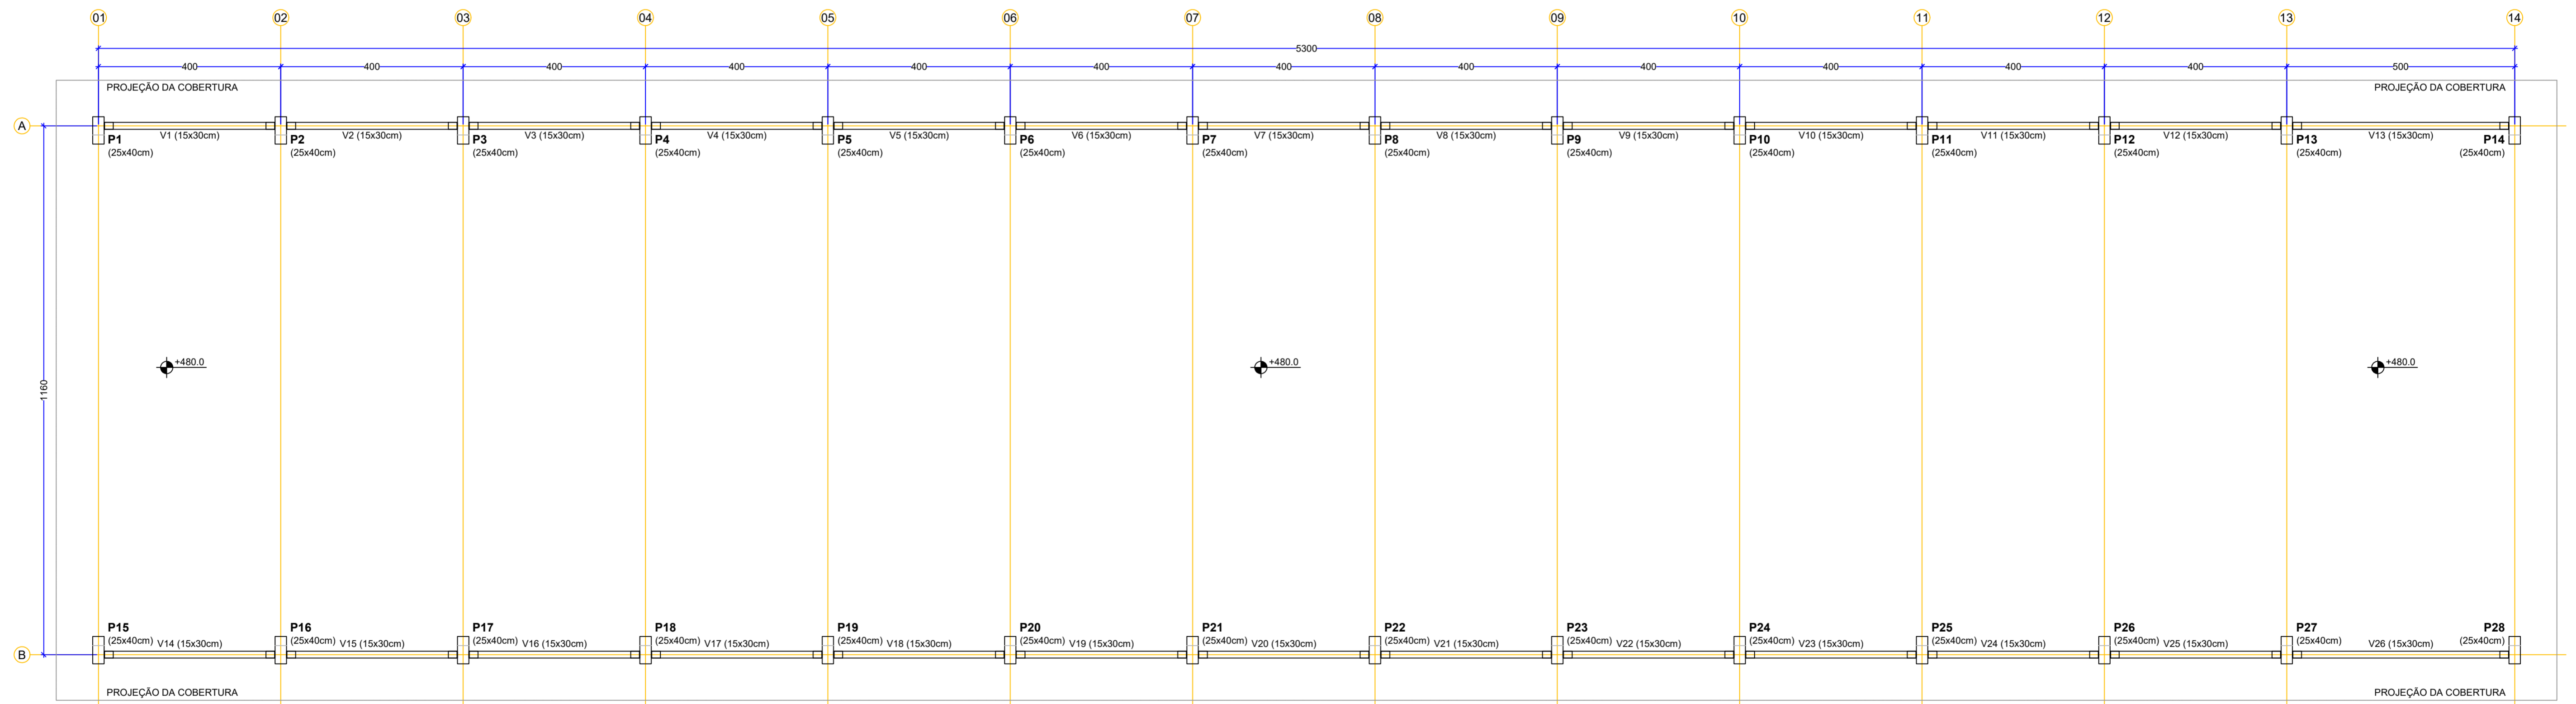 01 02 03 04 05 06 07 08 09 10 11 12 13 14
5300
400 400 400 400 400 400 400 400 400 400 400 400 500
PROJEÇÃO DA COBERTURA PROJEÇÃO DA COBERTURA
A
V1 (15x30cm) V2 (15x30cm) V3 (15x30cm) V4 (15x30cm) V5 (15x30cm) V6 (15x30cm) V7 (15x30cm) V8 (15x30cm) V9 (15x30cm) V10 (15x30cm) V11 (15x30cm) V12 (15x30cm) V13 (15x30cm)
P1 P2 P3 P4 P5 P6 P7 P8 P9 P10 P11 P12 P13 P14
(25x40cm) (25x40cm) (25x40cm) (25x40cm) (25x40cm) (25x40cm) (25x40cm) (25x40cm) (25x40cm) (25x40cm) (25x40cm) (25x40cm) (25x40cm) (25x40cm)
+480.0 +480.0 +480.0
1160
P15 P16 P17 P18 P19 P20 P21 P22 P23 P24 P25 P26 P27 P28
(25x40cm) (25x40cm) (25x40cm) (25x40cm) (25x40cm) (25x40cm) (25x40cm) (25x40cm) (25x40cm) (25x40cm) (25x40cm) (25x40cm) (25x40cm) (25x40cm)
V14 (15x30cm) V15 (15x30cm) V16 (15x30cm) V17 (15x30cm) V18 (15x30cm) V19 (15x30cm) V20 (15x30cm) V21 (15x30cm) V22 (15x30cm) V23 (15x30cm) V24 (15x30cm) V25 (15x30cm) V26 (15x30cm)
B
PROJEÇÃO DA COBERTURA PROJEÇÃO DA COBERTURA